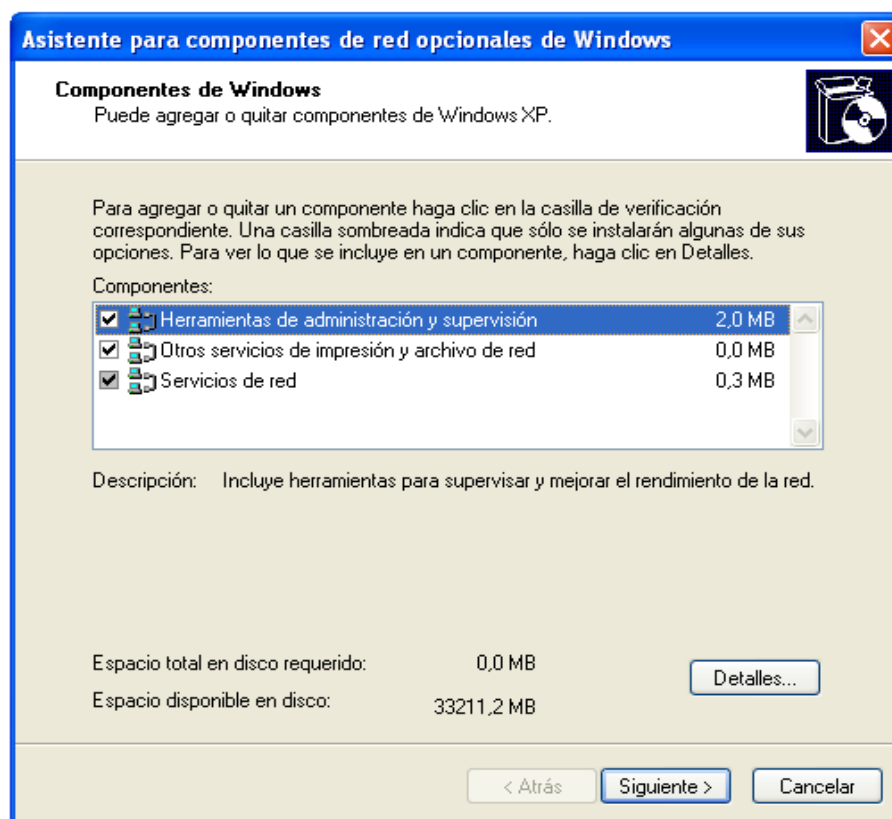 Asistente para componentes de red opcionales de Windows
Componentes de Windows
Puede agregar o quitar componentes de Windows XP.
Para agregar o quitar un componente haga clic en la casilla de verificación
correspondiente. Una casilla sombreada indica que sólo se instalarán algunas de sus
opciones. Para ver lo que se incluye en un componente, haga clic en Detalles.
Componentes:
Herramientas de administración y supervisión 2,0 MB
Otros servicios de impresión y archivo de red 0,0 MB
Servicios de red 0,3 MB
Descripción: Incluye herramientas para supervisar y mejorar el rendimiento de la red.
Espacio total en disco requerido: 0,0 MB
Detalles...
Espacio disponible en disco: 33211,2 MB
< Atrás Siguiente > Cancelar